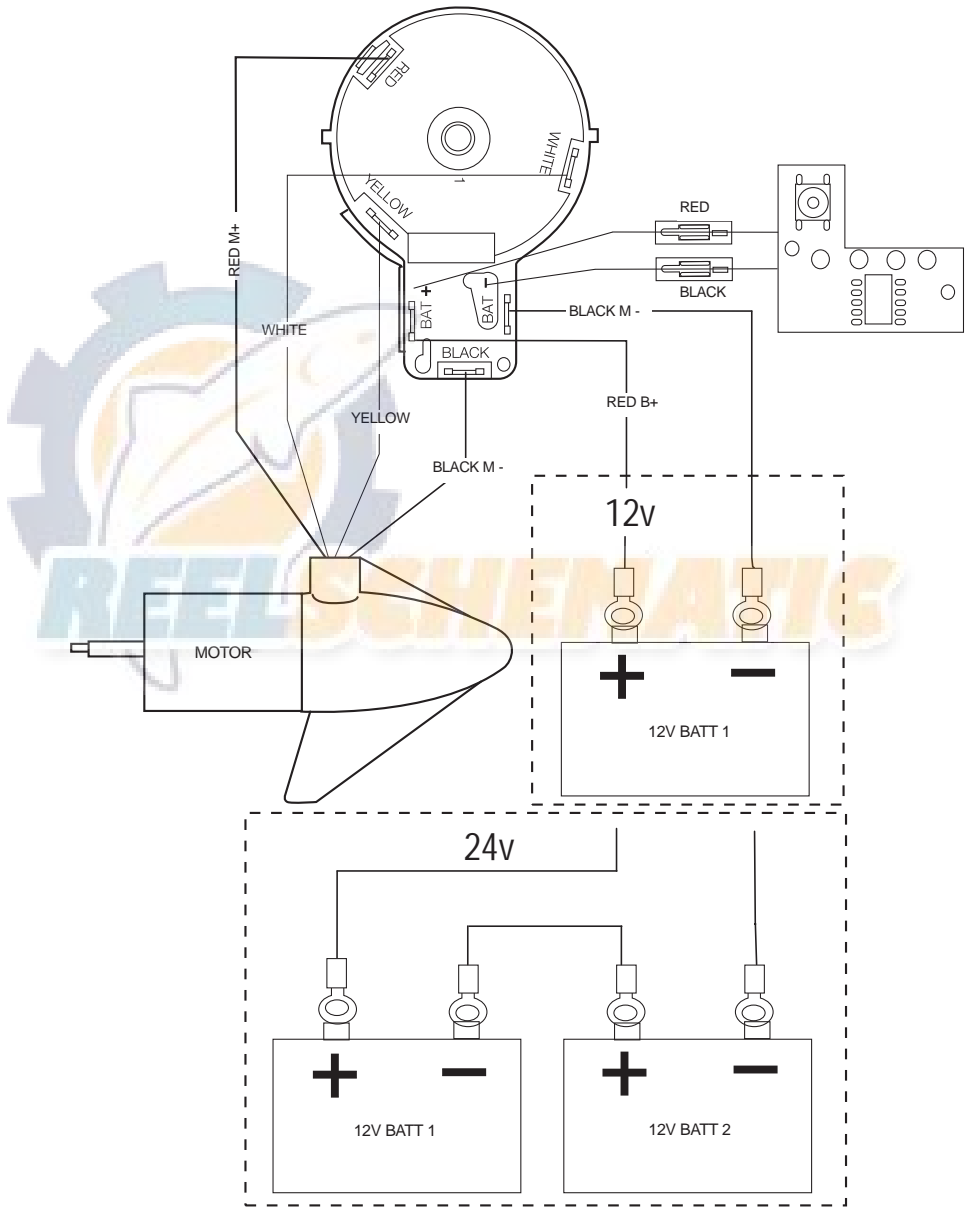 RED
WHITE
1
YELLOW
RED
RED M+
BLACK
BAT +
BAT -
BLACK M -
WHITE
BLACK
RED B+
YELLOW
BLACK M -
12v
REELSCHEMATIC
MOTOR
+ −
12V BATT 1
24v
+ − + −
12V BATT 1 12V BATT 2